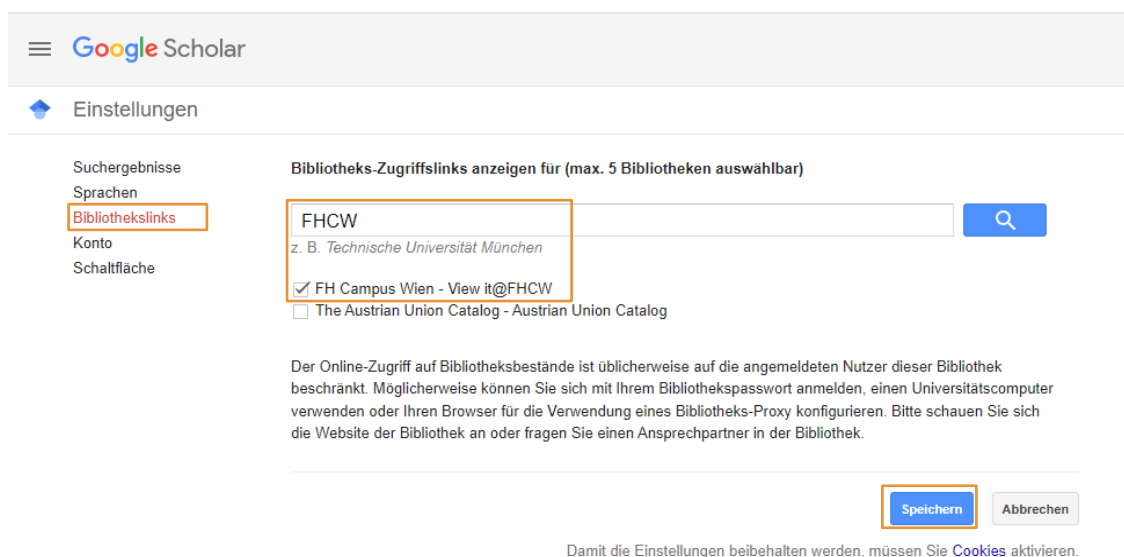 Google Scholar
Einstellungen
Suchergebnisse
Sprachen
Bibliothekslinks
Konto
Schaltfläche
Bibliotheks-Zugriffslinks anzeigen für (max. 5 Bibliotheken auswählbar)
FHCW
z. B. Technische Universität München
FH Campus Wien - View it@FHCW
The Austrian Union Catalog - Austrian Union Catalog
Der Online-Zugriff auf Bibliotheksbestände ist üblicherweise auf die angemeldeten Nutzer dieser Bibliothek
beschränkt. Möglicherweise können Sie sich mit Ihrem Bibliothekspasswort anmelden, einen Universitätscomputer
verwenden oder Ihren Browser für die Verwendung eines Bibliotheks-Proxy konfigurieren. Bitte schauen Sie sich
die Website der Bibliothek an oder fragen Sie einen Ansprechpartner in der Bibliothek.
Speichern Abbrechen
Damit die Einstellungen beibehalten werden, müssen Sie Cookies aktivieren.